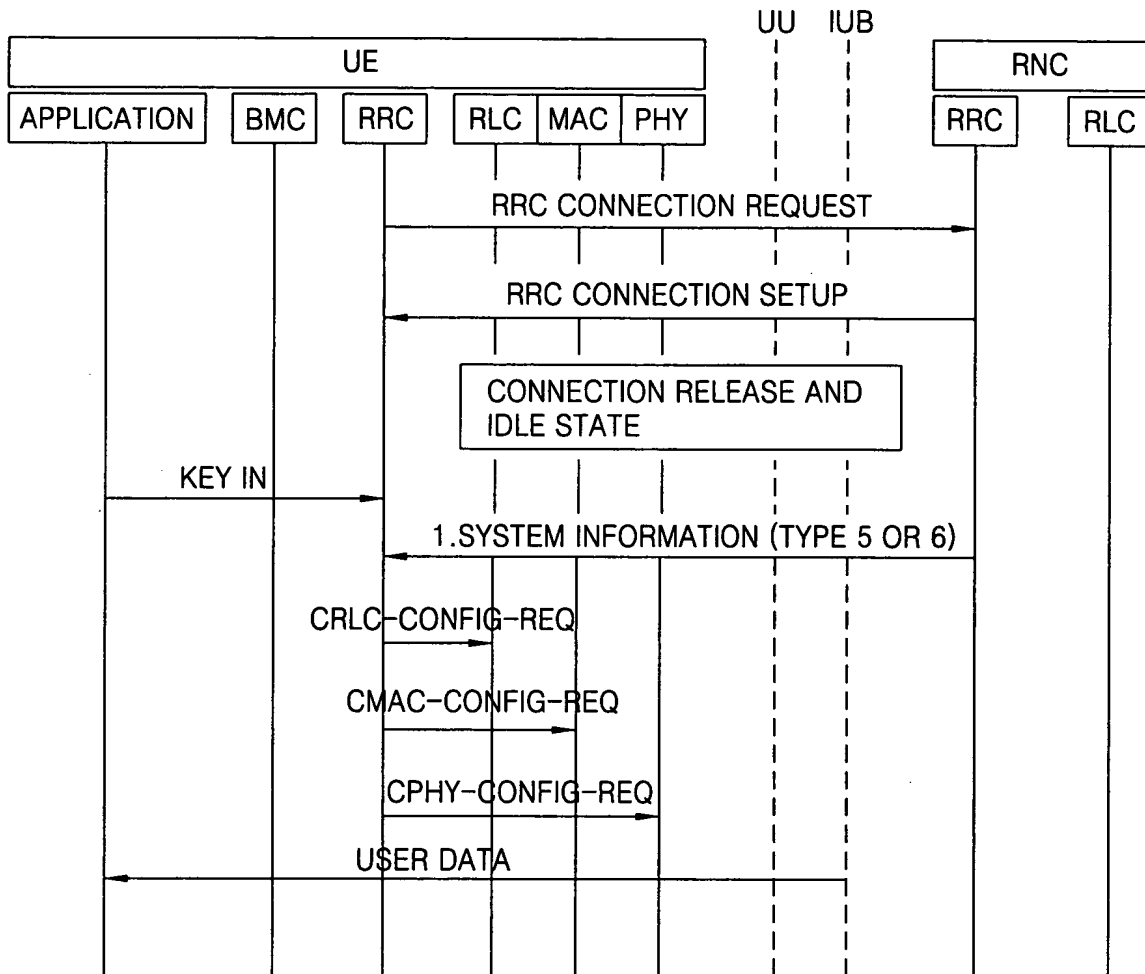 UU IUB
UE RNC
APPLICATION BMC RRC RLC MAC PHY RRC RLC
RRC CONNECTION REQUEST
RRC CONNECTION SETUP
CONNECTION RELEASE AND
IDLE STATE
KEY IN
1.SYSTEM INFORMATION (TYPE 5 OR 6)
CRLC-CONFIG-REQ
CMAC-CONFIG-REQ
CPHY-CONFIG-REQ
USER DATA